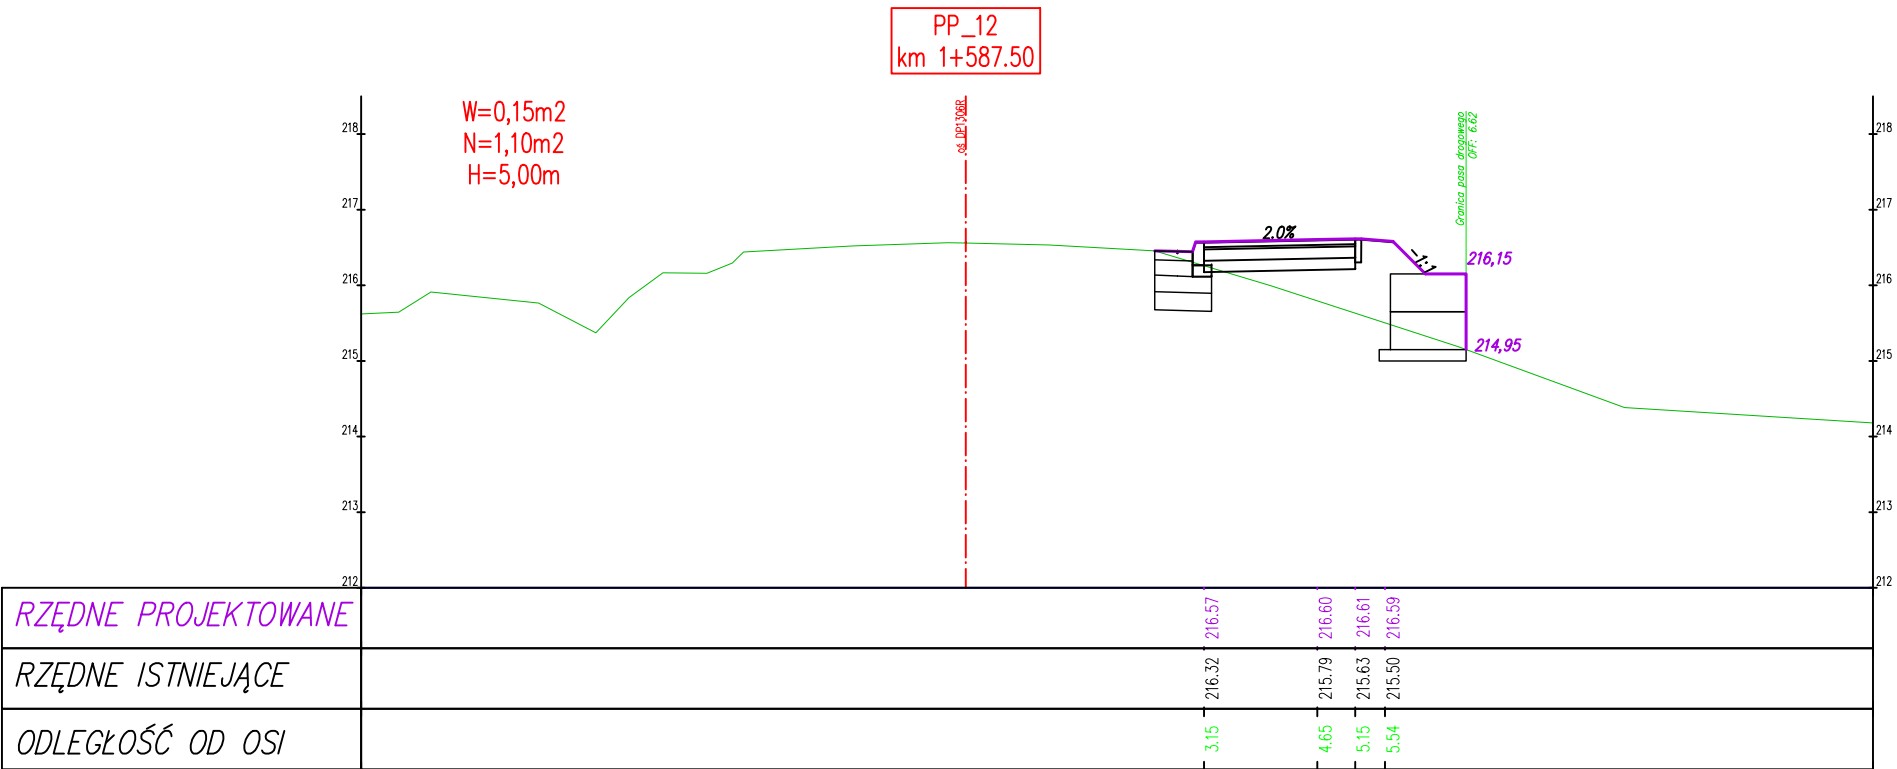 PP_12
km 1+587.50
W=0,15m2
N=1,10m2
H=5,00m
oś DP1306R
Granica pasa drogowego
OFF: 6.62
218
217
216
215
214
213
212
218
217
216
215
214
213
212
2.0%
-1:1
216,15
214,95
RZĘDNE PROJEKTOWANE
216.57 216.60 216.61 216.59
RZĘDNE ISTNIEJĄCE
216.32 215.79 215.63 215.50
ODLEGŁOŚĆ OD OSI
3.15 4.65 5.15 5.54